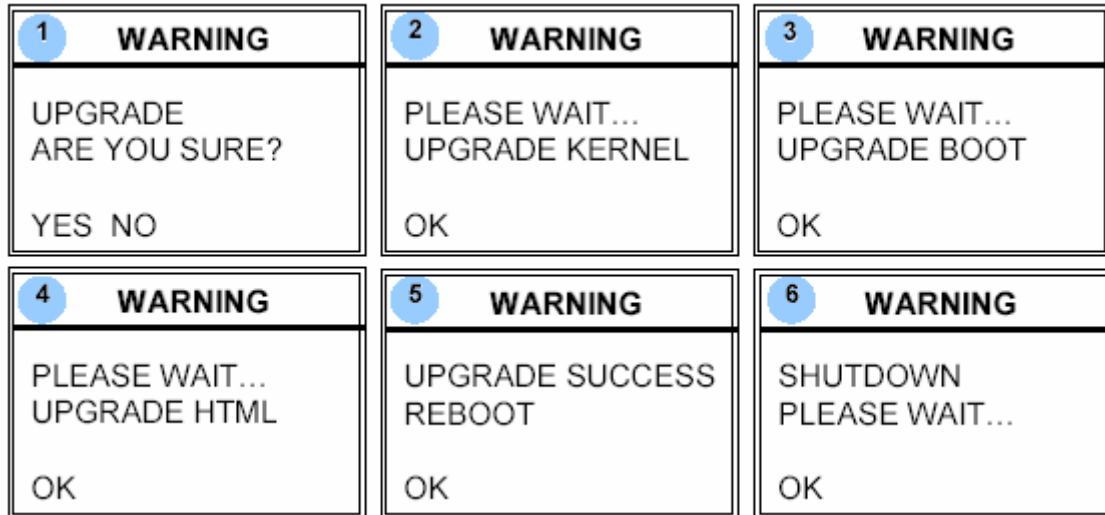 1 WARNING
UPGRADE
ARE YOU SURE?
YES NO
2 WARNING
PLEASE WAIT...
UPGRADE KERNEL
OK
3 WARNING
PLEASE WAIT...
UPGRADE BOOT
OK
4 WARNING
PLEASE WAIT...
UPGRADE HTML
OK
5 WARNING
UPGRADE SUCCESS
REBOOT
OK
6 WARNING
SHUTDOWN
PLEASE WAIT...
OK